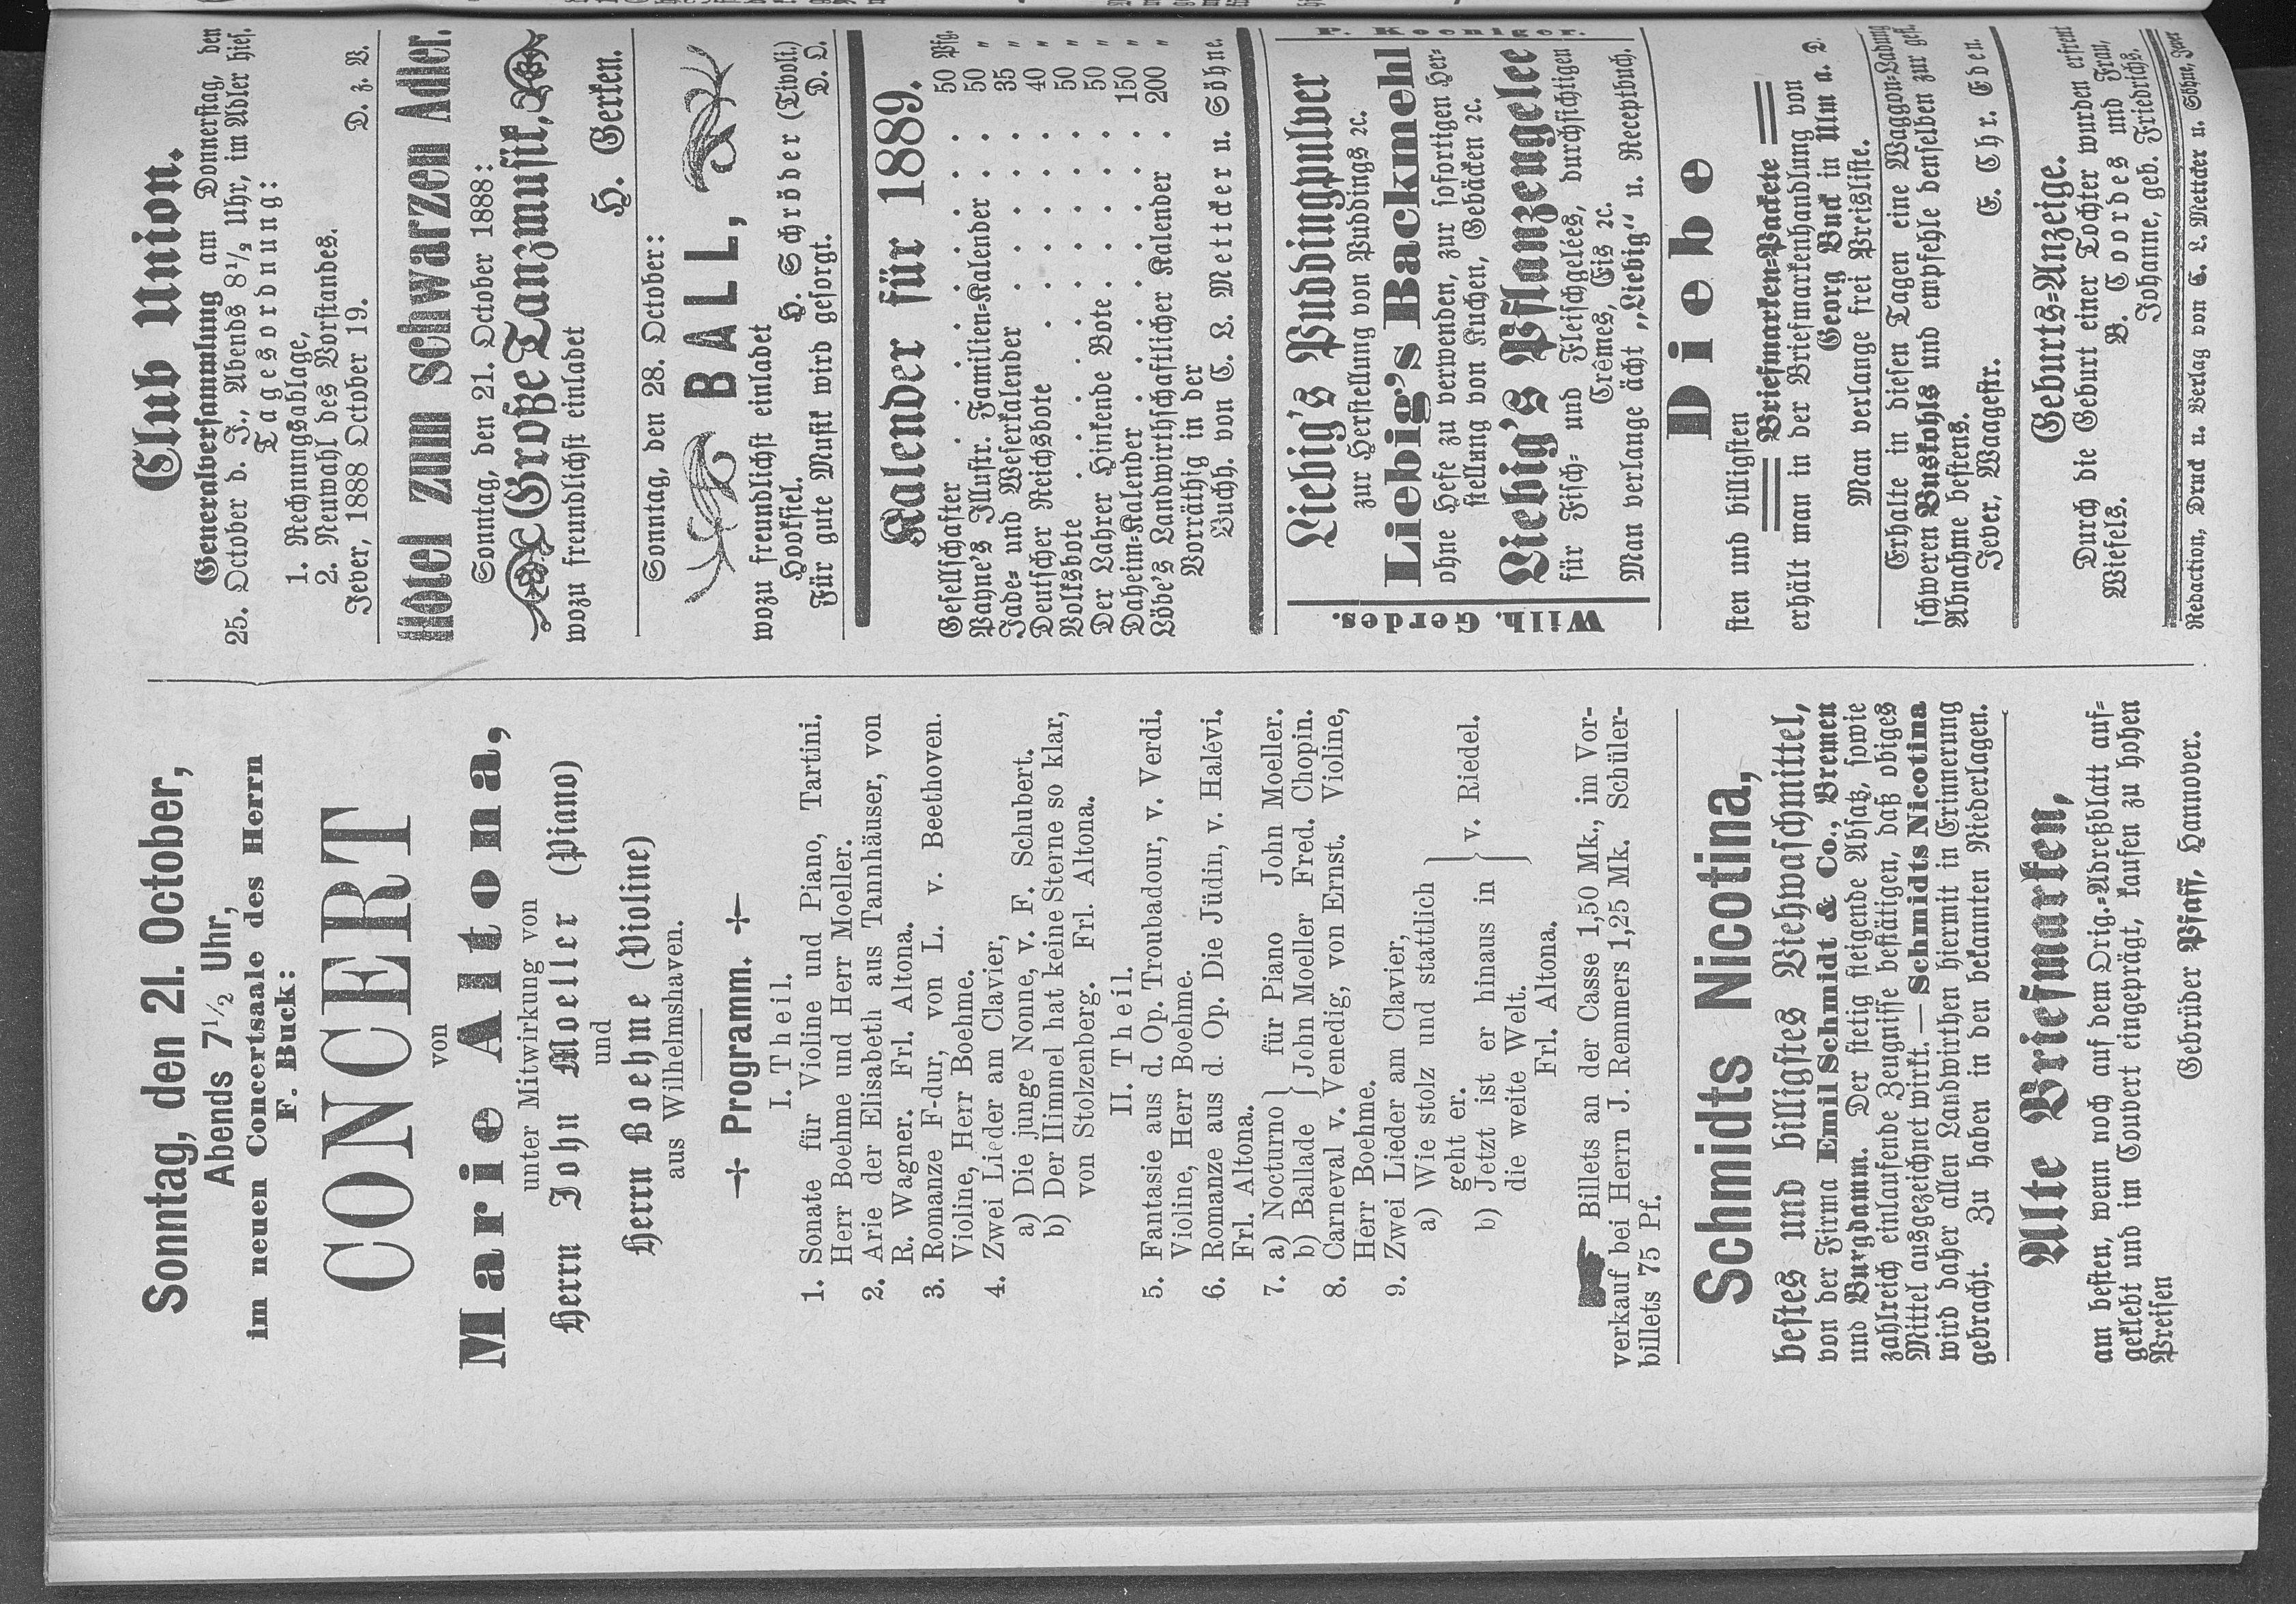 Sonntag, den 21. October,
Abends 7½ Uhr,
im neuen Concertsaale des Herrn
F. Buck:
CONCERT
von
Marie Altona,
unter Mitwirkung von
Herrn John Moeller (Piano)
und
Herrn Boehme (Violine)
aus Wilhelmshaven.
Programm.
I. Theil.
1. Sonate für Violine und Piano, Tartini.
Herr Boehme und Herr Moeller.
2. Arie der Elisabeth aus Tannhäuser, von
R. Wagner. Frl. Altona.
3. Romanze F-dur, von L. v. Beethoven.
Violine, Herr Boehme.
4. Zwei Lieder am Clavier,
a) Die junge Nonne, v. F. Schubert.
b) Der Himmel hat keine Sterne so klar,
von Stolzenberg. Frl. Altona.
II. Theil.
5. Fantasie aus d. Op. Troubadour, v. Verdi.
Violine, Herr Boehme.
6. Romanze aus d. Op. Die Jüdin, v. Halévi.
Frl. Altona.
7. a) Nocturno } für Piano John Moeller.
b) Ballade } John Moeller Fred. Chopin.
8. Carneval v. Venedig, von Ernst. Violine,
Herr Boehme.
9. Zwei Lieder am Clavier,
a) Wie stolz und stattlich
geht er.
b) Jetzt ist er hinaus in } v. Riedel.
die weite Welt.
Frl. Altona.
☛ Billets an der Casse 1,50 Mk., im Vor-
verkauf bei Herrn J. Remmers 1,25 Mk. Schüler-
billets 75 Pf.
Schmidts Nicotina,
bestes und billigstes Viehwaschmittel,
von der Firma Emil Schmidt & Co., Bremen
und Burgdamm. Der stetig steigende Absatz, sowie
zahlreich einlaufende Zeugnisse bestätigen, daß obiges
Mittel ausgezeichnet wirkt. — Schmidts Nicotina
wird daher allen Landwirthen hiermit in Erinnerung
gebracht. Zu haben in den bekannten Niederlagen.
Alte Briefmarken,
am besten, wenn noch auf dem Orig.=Adreßblatt auf=
geklebt und im Couvert eingeprägt, kaufen zu hohen
Preisen
Gebrüder Pfaff, Hannover.
Club Union.
Generalversammlung am Donnerstag, den
25. October d. J., Abends 8½ Uhr, im Adler hies.
Tagesordnung:
1. Rechnungsablage,
2. Neuwahl des Vorstandes.
Jever, 1888 October 19. D. z. V.
Hôtel zum schwarzen Adler.
Sonntag, den 21. October 1888:
Große Tanzmusik,
wozu freundlichst einladet
H. Gerken.
Sonntag, den 28. October:
BALL,
wozu freundlichst einladet
Hooksiel. H. Schröder (Tivoli.)
Für gute Musik wird gesorgt. D. O.
Kalender für 1889.
Gesellschafter . . . . . 50 Pfg.
Payne's Illustr. Familien=Kalender . . 50 "
Jade= und Weserkalender . . . . 35 "
Deutscher Reichsbote . . . . 40 "
Volksbote . . . . . . 50 "
Der Lahrer Hinkende Bote . . . . 50 "
Daheim=Kalender . . . . . 150 "
Löbe's Landwirthschaftlicher Kalender . 200 "
Vorräthig in der
Buchh. von C. L. Mettcker u. Söhne.
Wilh. Gerdes.
Liebig's Puddingpulver
zur Herstellung von Puddings ꝛc.
Liebig's Backmehl
ohne Hefe zu verwenden, zur sofortigen Her=
stellung von Kuchen, Gebäcken ꝛc.
Liebig's Pflanzengelee
für Fisch= und Fleischgelées, durchsichtigen
Crêmes, Eis ꝛc.
Man verlange ächt „Liebig" u. Receptbuch.
Diebe
sten und billigsten
Briefmarken=Packete
erhält man in der Briefmarkenhandlung von
Georg Buck in Ulm a. D.
Man verlange frei Preisliste.
Erhalte in diesen Tagen eine Waggon=Ladung
schweren Buskohls und empfehle denselben zur gefl.
Abnahme bestens.
Jever, Waagestr. E. Chr. Eden.
Geburts=Anzeige.
Durch die Geburt einer Tochter wurden erfreut
Wiefels. B. Coordes und Frau,
Johanne, geb. Friedrichs.
Redaction, Druck u. Verlag von C. L. Mettcker u. Söhne, Jever